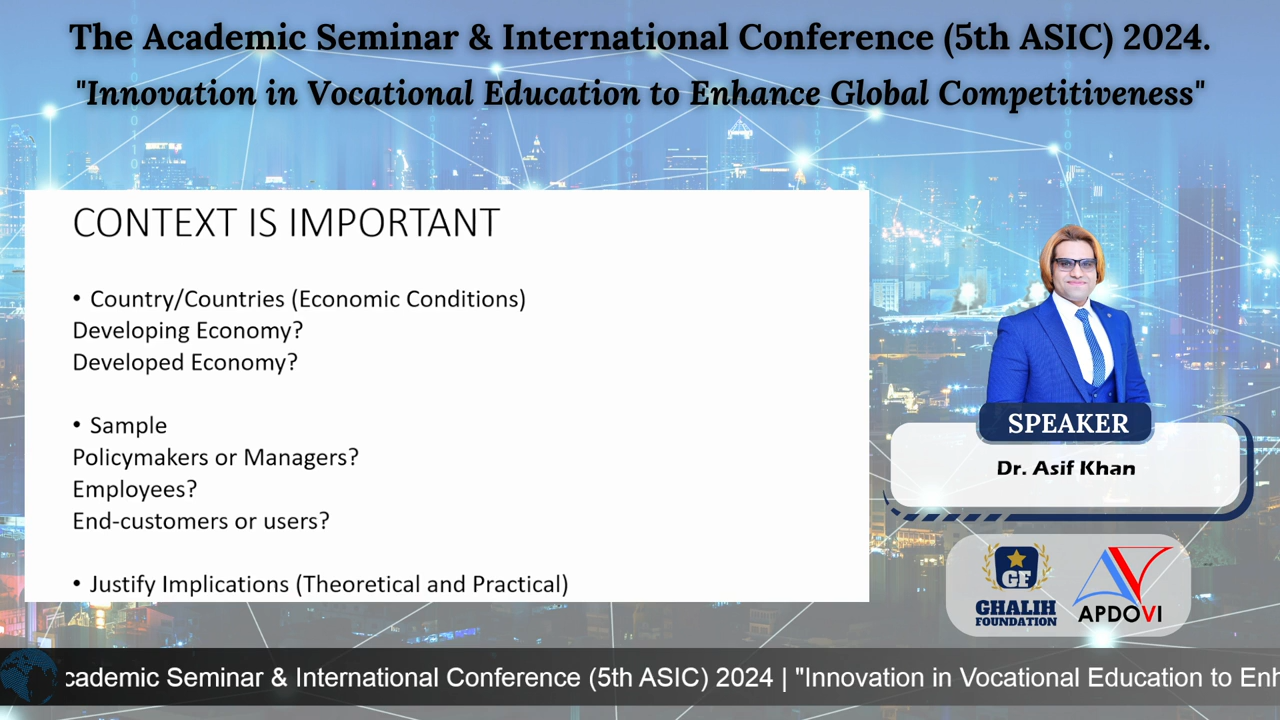 The Academic Seminar & International Conference (5th ASIC) 2024.
"Innovation in Vocational Education to Enhance Global Competitiveness"
CONTEXT IS IMPORTANT
• Country/Countries (Economic Conditions)
Developing Economy?
Developed Economy?
• Sample
Policymakers or Managers?
Employees?
End-customers or users?
• Justify Implications (Theoretical and Practical)
SPEAKER
Dr. Asif Khan
GF
GHALIH
FOUNDATION
APDOVI
cademic Seminar & International Conference (5th ASIC) 2024 | "Innovation in Vocational Education to Enh